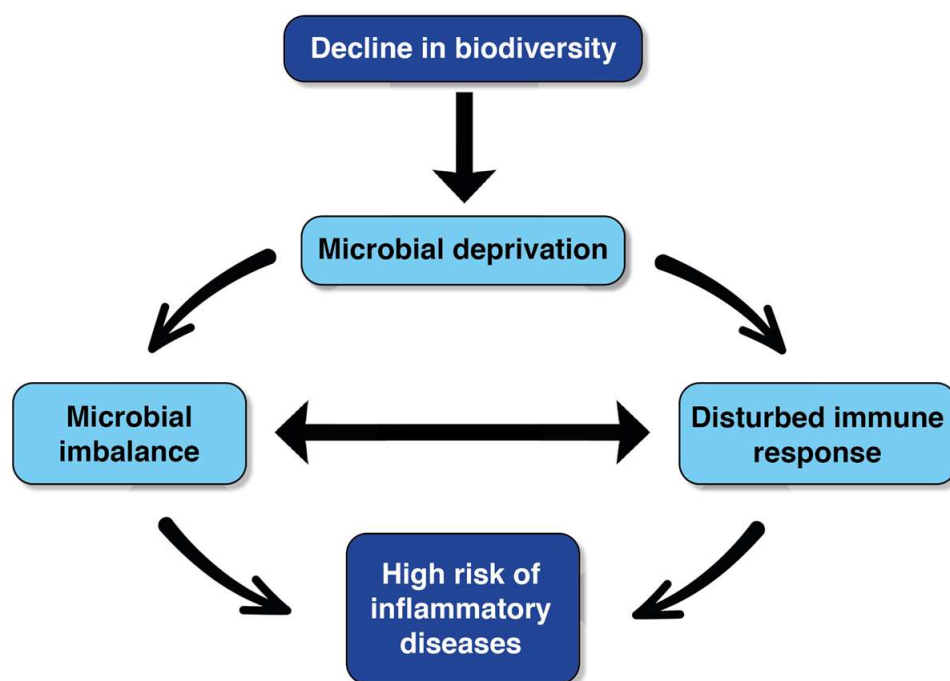 Decline in biodiversity
Microbial deprivation
Microbial
imbalance
Disturbed immune
response
High risk of
inflammatory
diseases